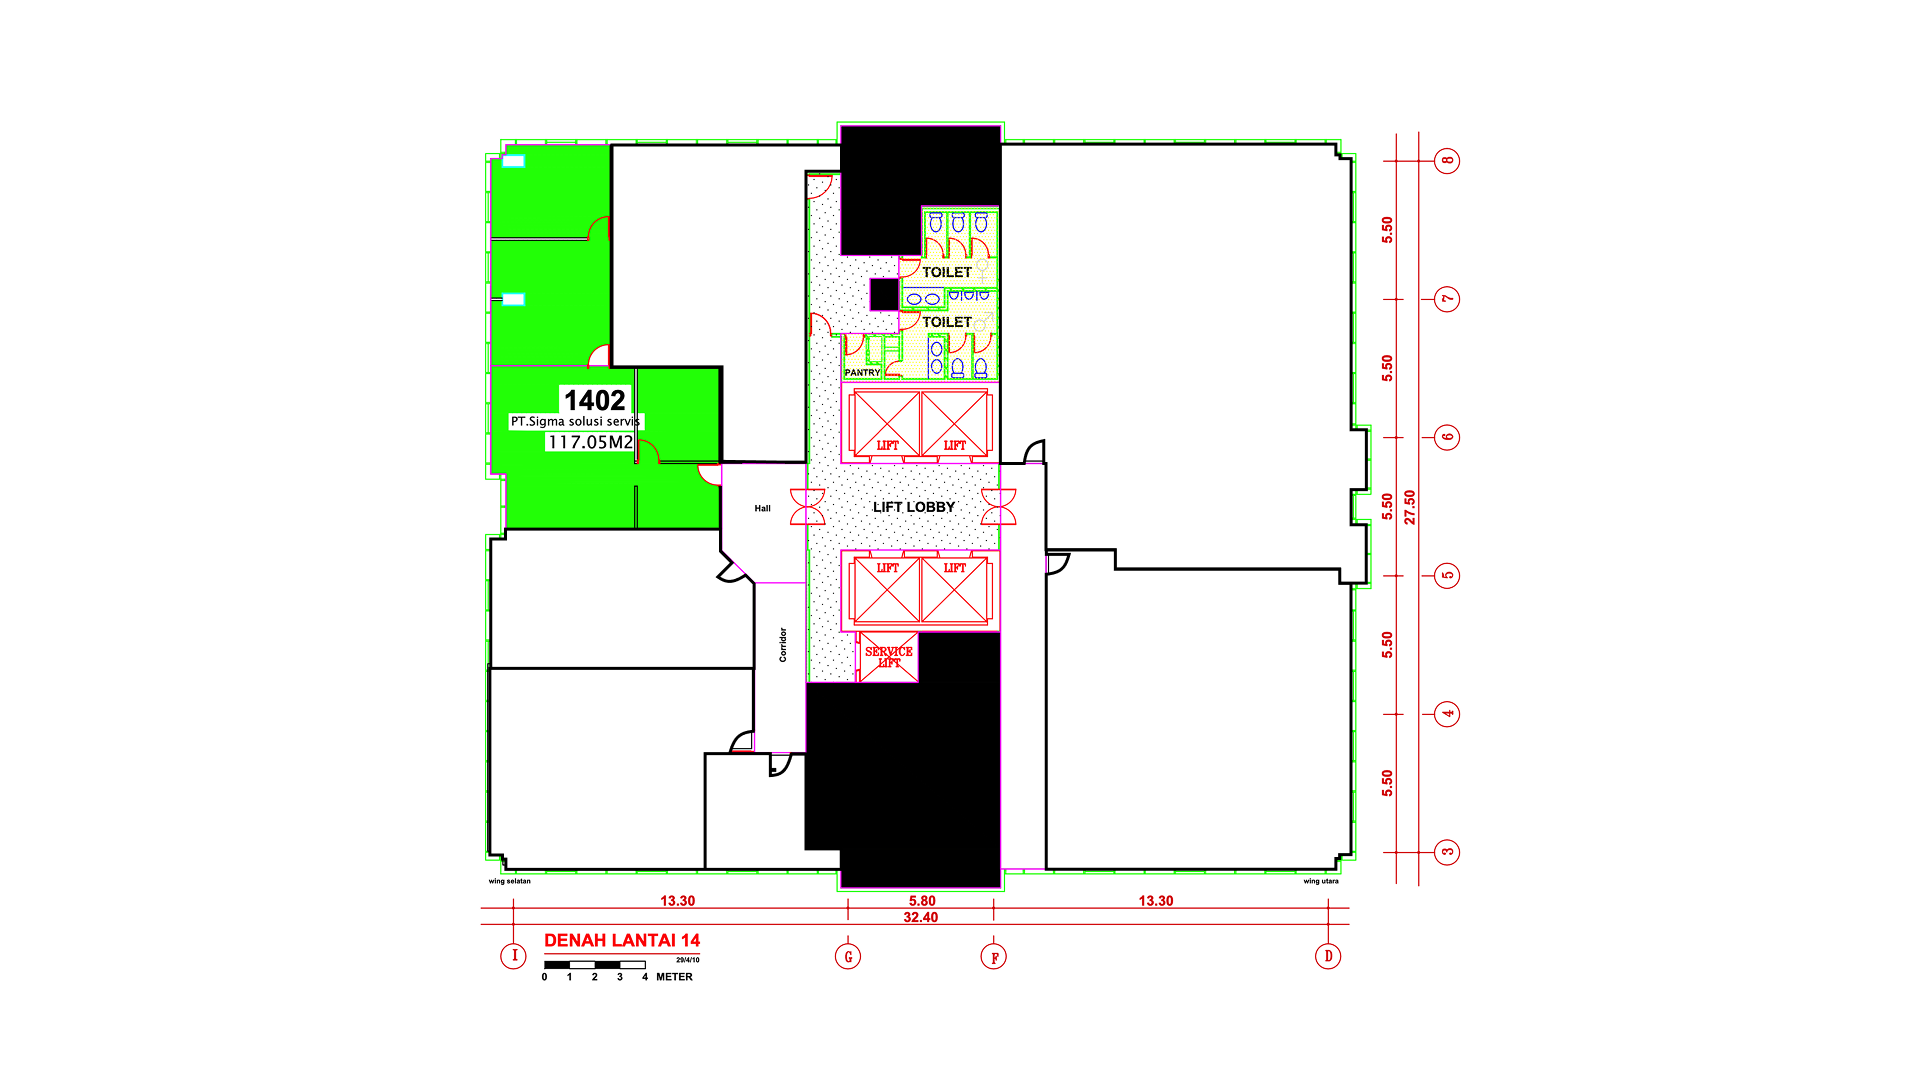 8
5.50
TOILET
7
TOILET
5.50
PANTRY
1402
PT.Sigma solusi servis
117.05M2
LIFT LIFT
6
Hall
LIFT LOBBY
5.50
27.50
LIFT LIFT
5
Corridor
SERVICE
LIFT
5.50
4
5.50
3
wing selatan
wing utara
13.30 5.80 13.30
32.40
DENAH LANTAI 14
29/4/10
I G F D
0 1 2 3 4 METER